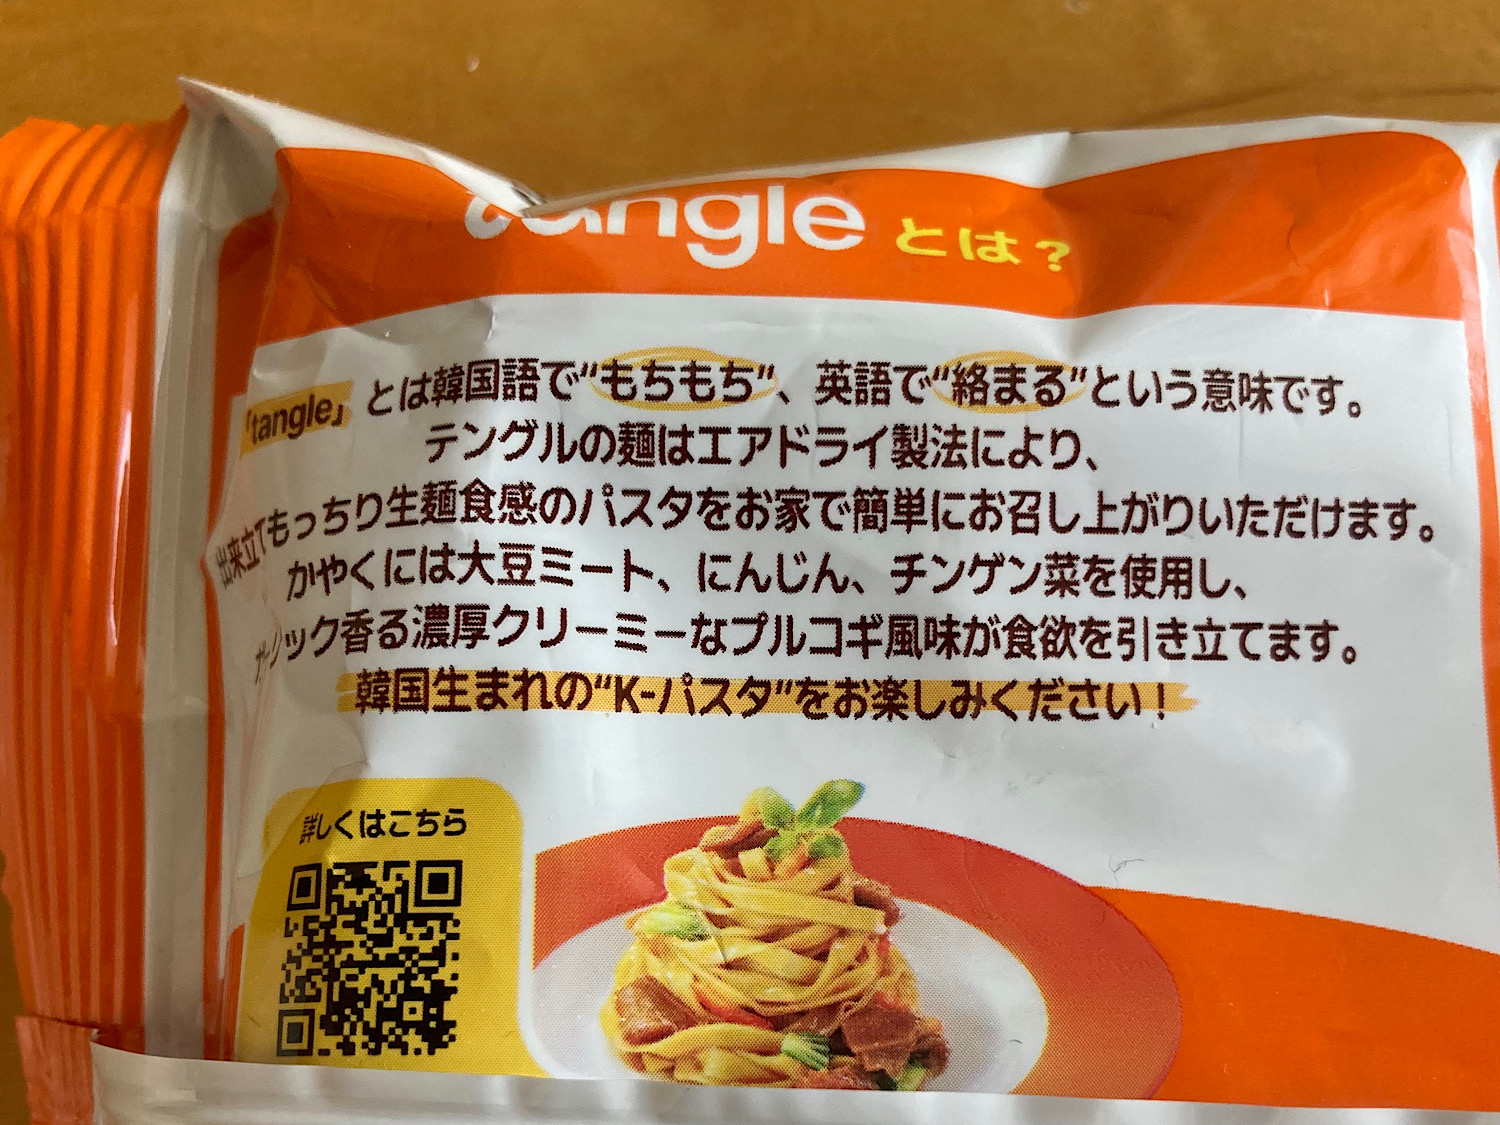 tangle とは？
「tangle」とは韓国語で“もちもち”、英語で“絡まる”という意味です。
テングルの麺はエアドライ製法により、
出来立てもっちり生麺食感のパスタをお家で簡単にお召し上がりいただけます。
かやくには大豆ミート、にんじん、チンゲン菜を使用し、
ガーリック香る濃厚クリーミーなプルコギ風味が食欲を引き立てます。
韓国生まれの“K-パスタ”をお楽しみください！
詳しくはこちら